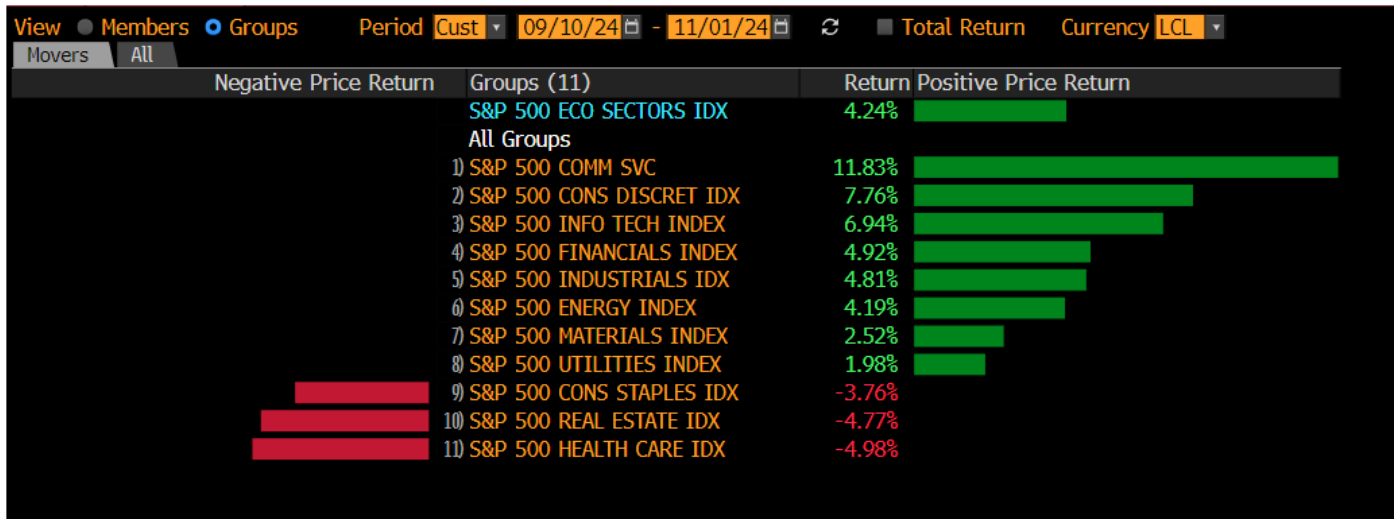 View Members Groups Period Cust 09/10/24 - 11/01/24 Total Return Currency LCL
Movers All
Negative Price Return Groups (11) Return Positive Price Return
S&P 500 ECO SECTORS IDX 4.24%
All Groups
1) S&P 500 COMM SVC 11.83%
2) S&P 500 CONS DISCRET IDX 7.76%
3) S&P 500 INFO TECH INDEX 6.94%
4) S&P 500 FINANCIALS INDEX 4.92%
5) S&P 500 INDUSTRIALS IDX 4.81%
6) S&P 500 ENERGY INDEX 4.19%
7) S&P 500 MATERIALS INDEX 2.52%
8) S&P 500 UTILITIES INDEX 1.98%
9) S&P 500 CONS STAPLES IDX -3.76%
10) S&P 500 REAL ESTATE IDX -4.77%
11) S&P 500 HEALTH CARE IDX -4.98%